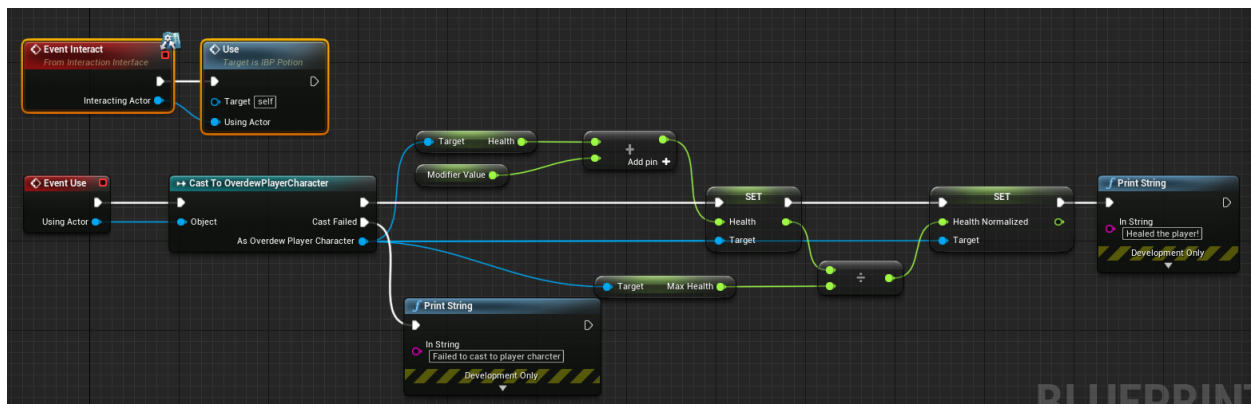 Event Interact
From Interaction Interface
Interacting Actor
Use
Target is IBP Potion
Target self
Using Actor
Target Health
+
Add pin +
Modifier Value
Event Use
Using Actor
Cast To OverdewPlayerCharacter
Object
Cast Failed
As Overdew Player Character
SET
Health
Target
SET
Health Normalized
Target
f Print String
In String
Healed the player!
Development Only
÷
Target Max Health
f Print String
In String
Failed to cast to player charcter
Development Only
BLUEPRINT